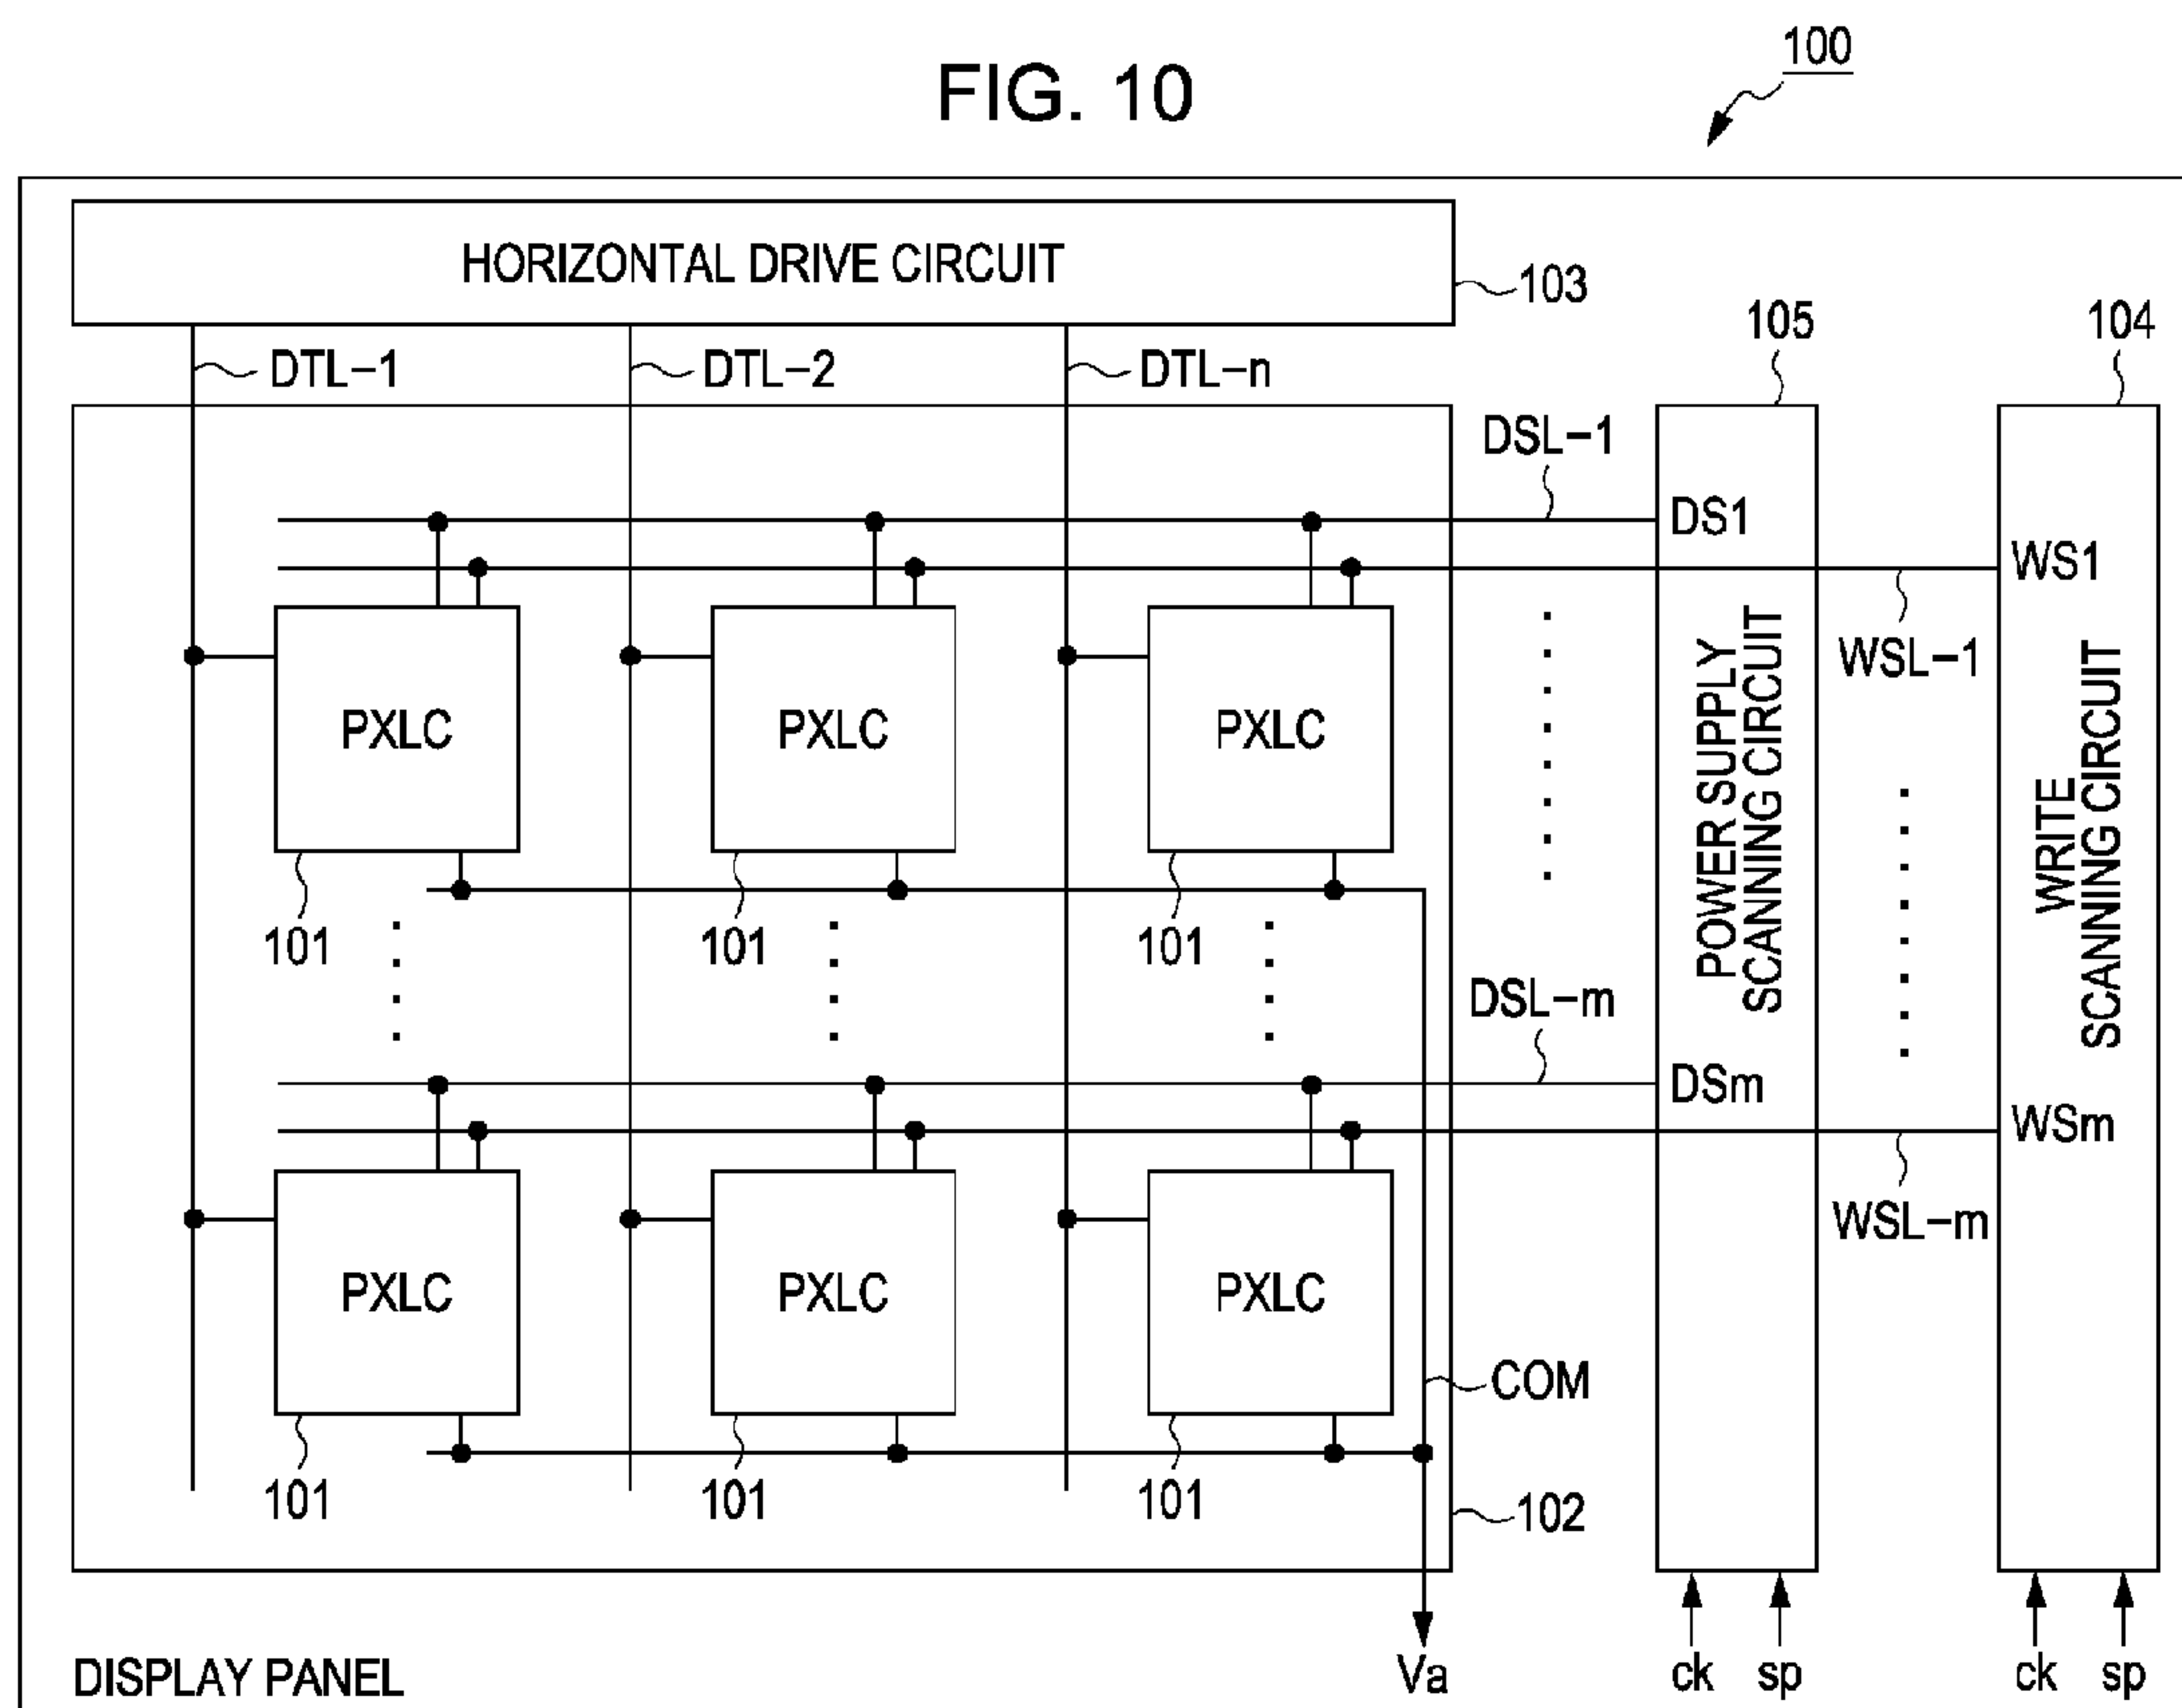 FIG. 10
100
HORIZONTAL DRIVE CIRCUIT
103
105
104
DTL-1
DTL-2
DTL-n
DSL-1
DS1
WS1
WSL-1
PXLC
PXLC
PXLC
POWER SUPPLY
SCANNING CIRCUIT
WRITE
SCANNING CIRCUIT
101
101
101
DSL-m
DSm
WSm
WSL-m
PXLC
PXLC
PXLC
COM
101
101
101
102
DISPLAY PANEL
Va
ck
sp
ck
sp